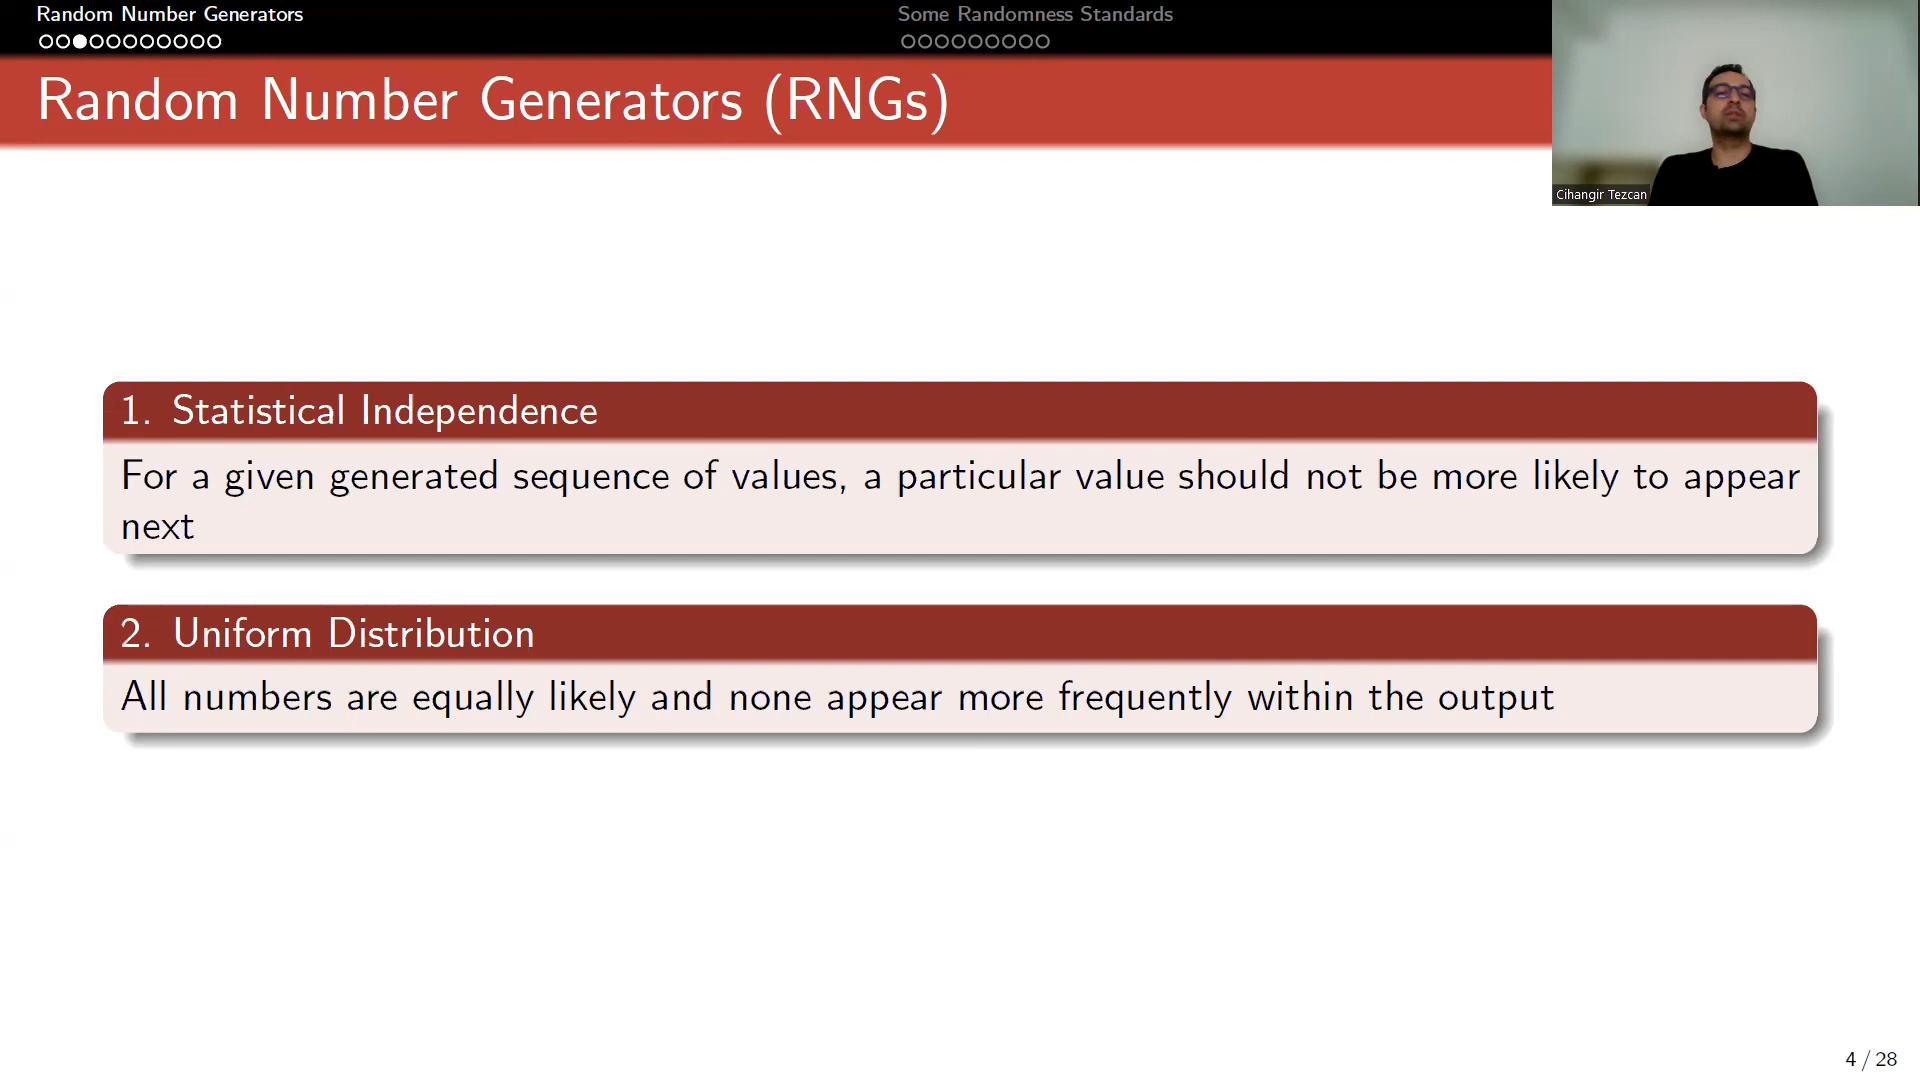 Random Number Generators
Some Randomness Standards
Random Number Generators (RNGs)
Cihangir Tezcan
1. Statistical Independence
For a given generated sequence of values, a particular value should not be more likely to appear
next
2. Uniform Distribution
All numbers are equally likely and none appear more frequently within the output
4 / 28